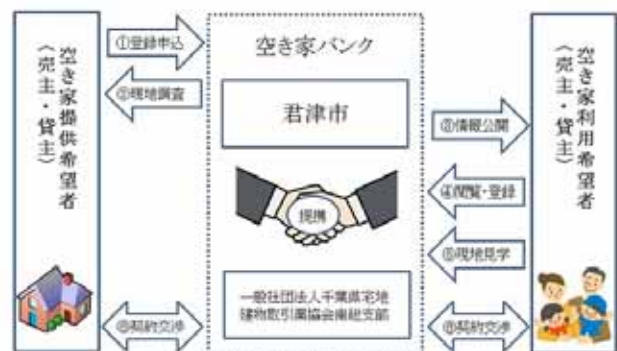 空き家提供希望者
(売主・貸主)
①登録申込
②現地調査
空き家バンク
君津市
提携
一般社団法人千葉県宅地
建物取引業協会南総支部
③情報公開
④閲覧・登録
⑤現地見学
⑥契約交渉
⑥契約交渉
空き家利用希望者
(売主・貸主)